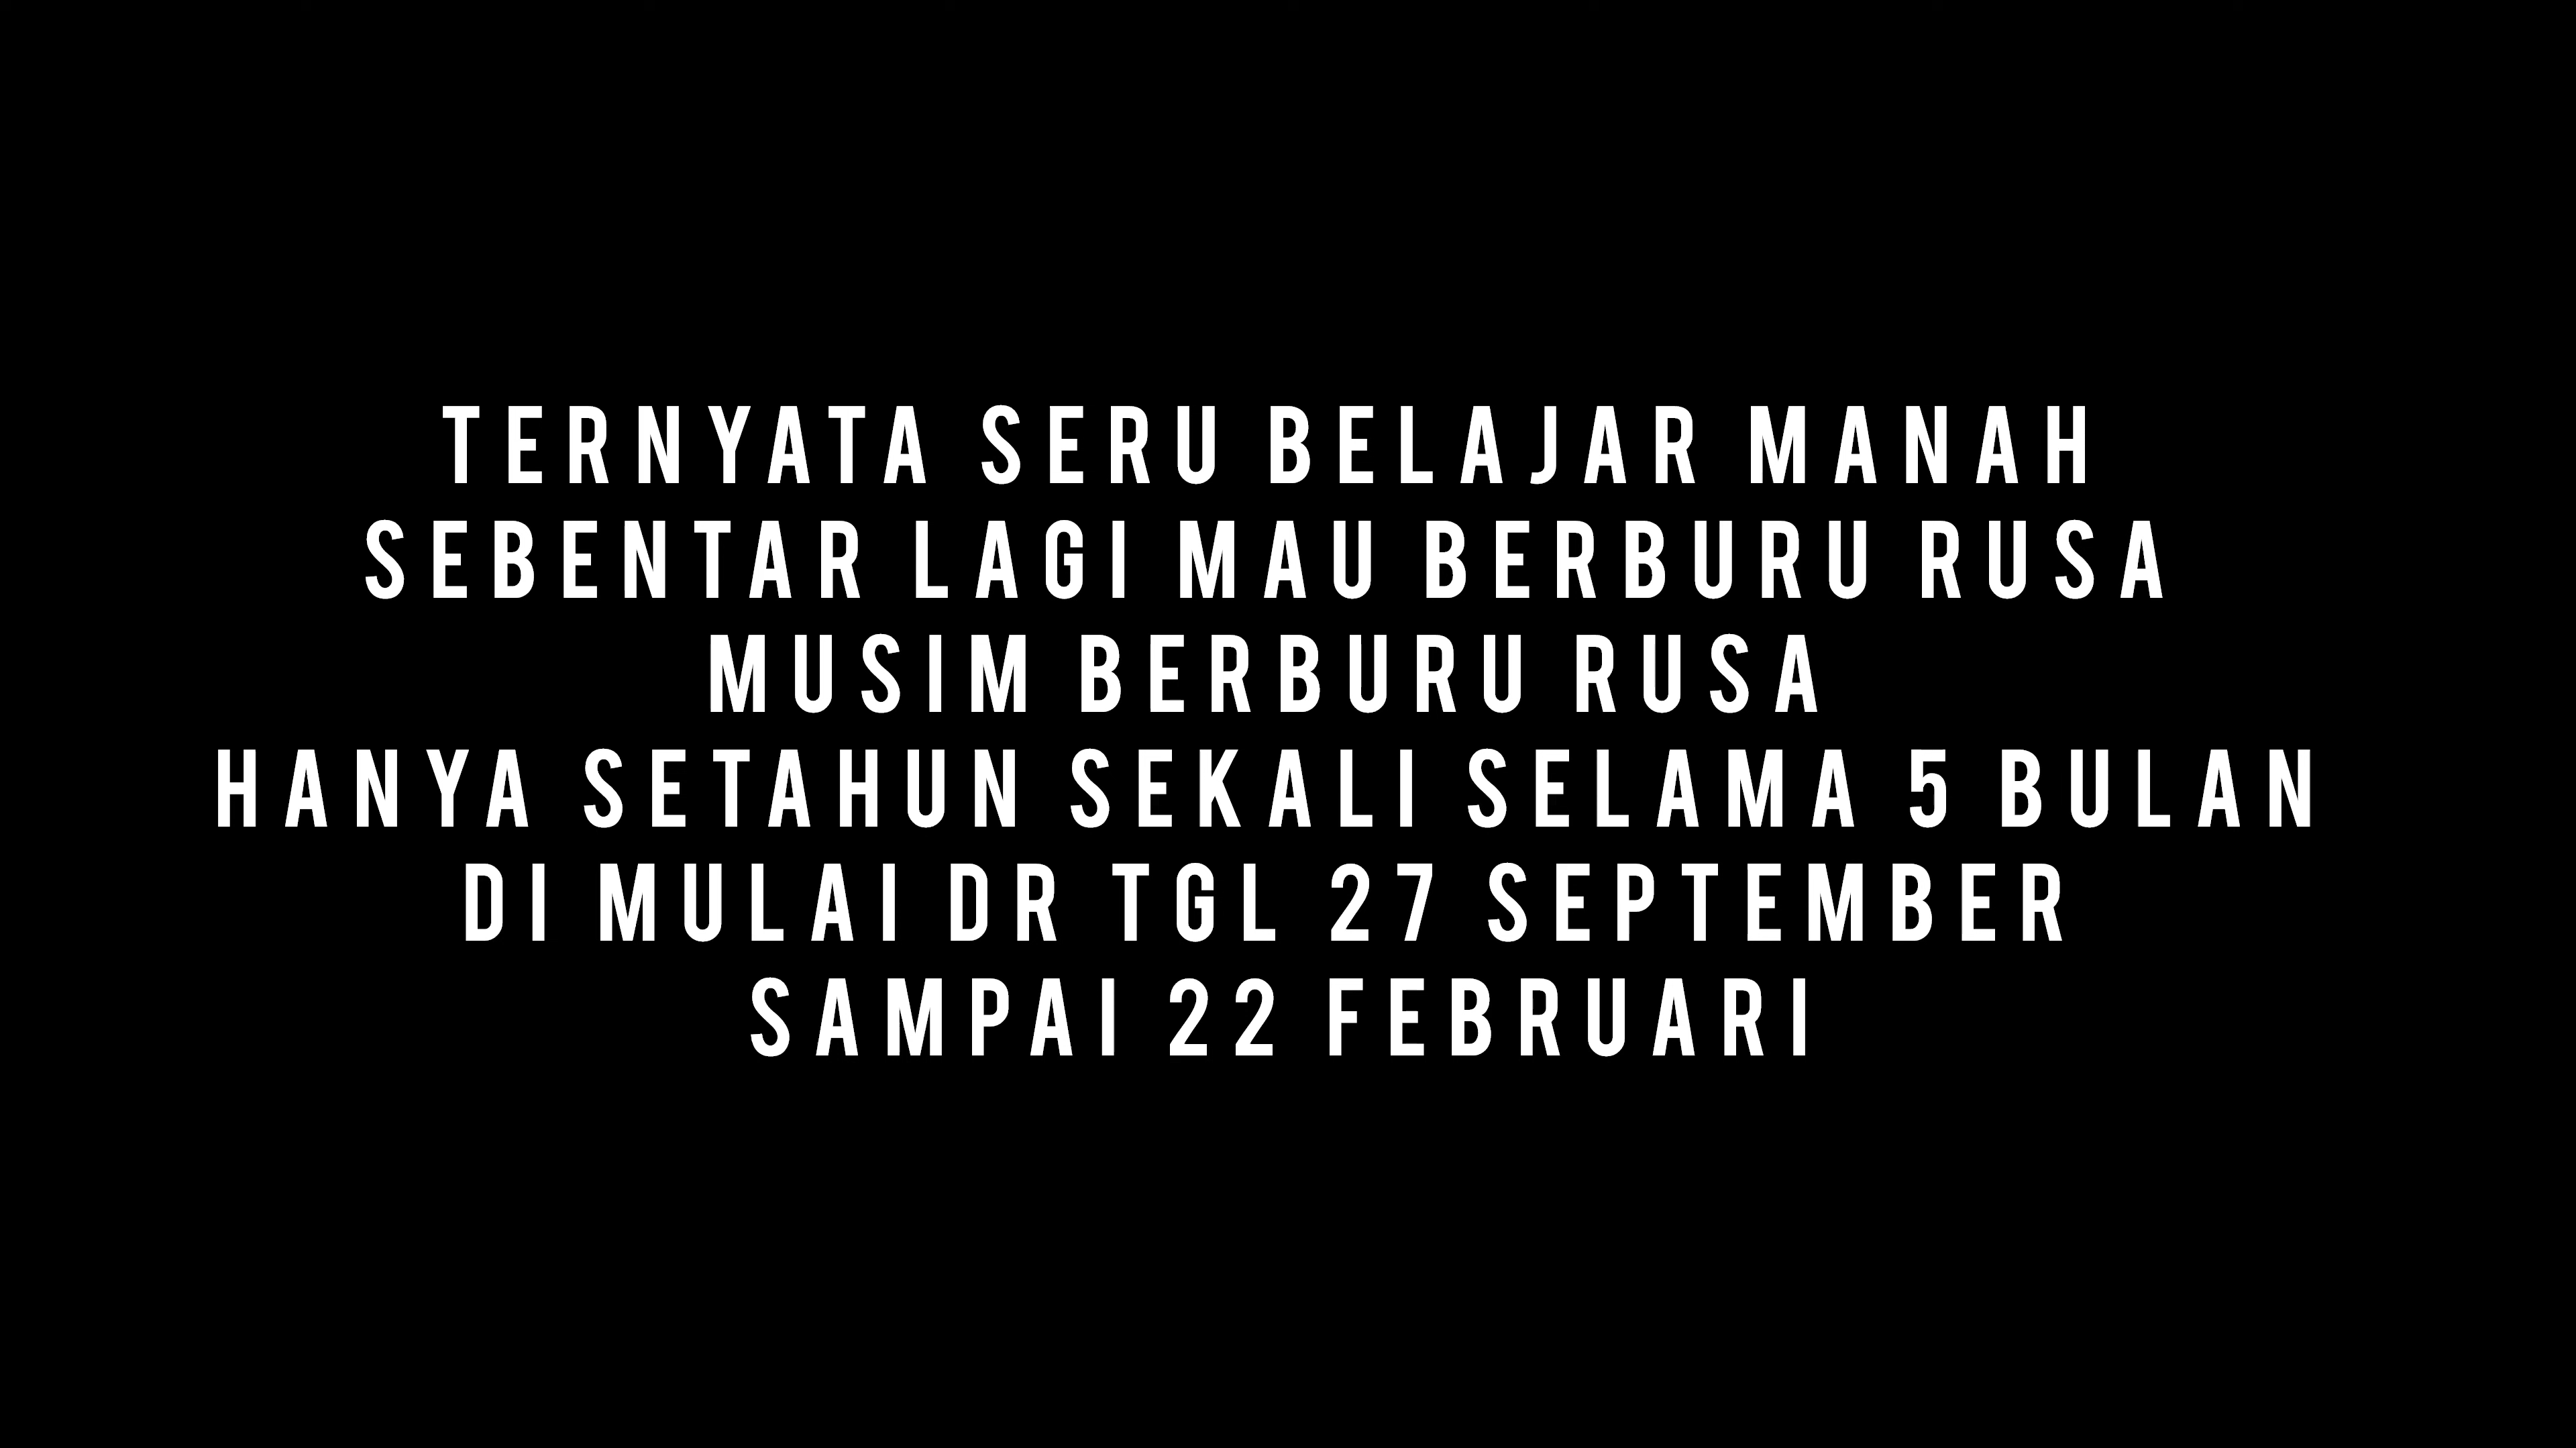 TERNYATA SERU BELAJAR MANAH
SEBENTAR LAGI MAU BERBURU RUSA
MUSIM BERBURU RUSA
HANYA SETAHUN SEKALI SELAMA 5 BULAN
DI MULAI DR TGL 27 SEPTEMBER
SAMPAI 22 FEBRUARI